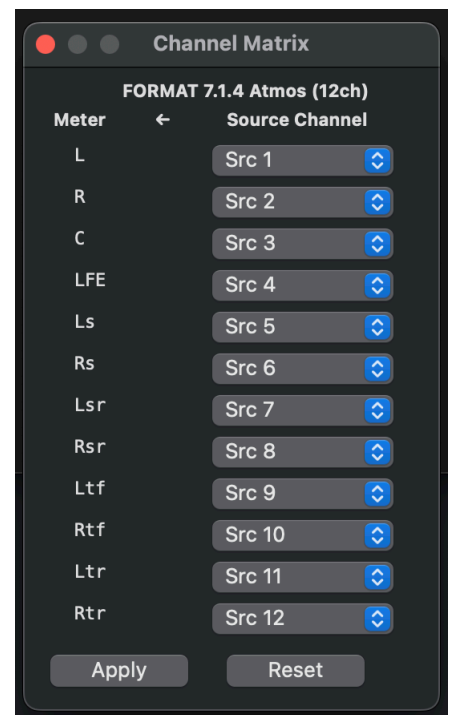 Channel Matrix
FORMAT 7.1.4 Atmos (12ch)
Meter ← Source Channel
L Src 1
R Src 2
C Src 3
LFE Src 4
Ls Src 5
Rs Src 6
Lsr Src 7
Rsr Src 8
Ltf Src 9
Rtf Src 10
Ltr Src 11
Rtr Src 12
Apply Reset